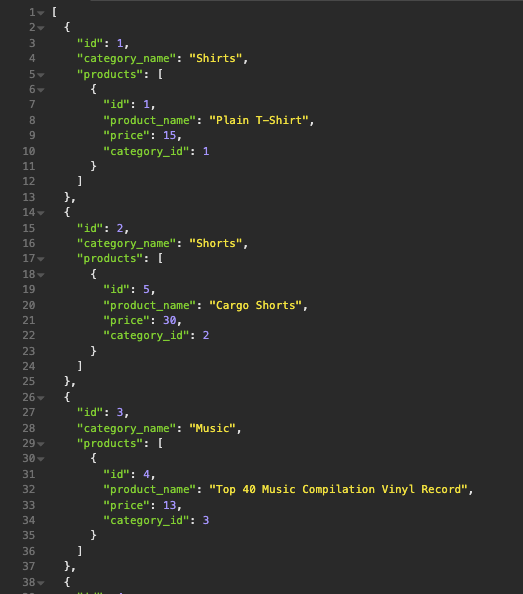 1 [
2 {
3 "id": 1,
4 "category_name": "Shirts",
5 "products": [
6 {
7 "id": 1,
8 "product_name": "Plain T-Shirt",
9 "price": 15,
10 "category_id": 1
11 }
12 ]
13 },
14 {
15 "id": 2,
16 "category_name": "Shorts",
17 "products": [
18 {
19 "id": 5,
20 "product_name": "Cargo Shorts",
21 "price": 30,
22 "category_id": 2
23 }
24 ]
25 },
26 {
27 "id": 3,
28 "category_name": "Music",
29 "products": [
30 {
31 "id": 4,
32 "product_name": "Top 40 Music Compilation Vinyl Record",
33 "price": 13,
34 "category_id": 3
35 }
36 ]
37 },
38 {